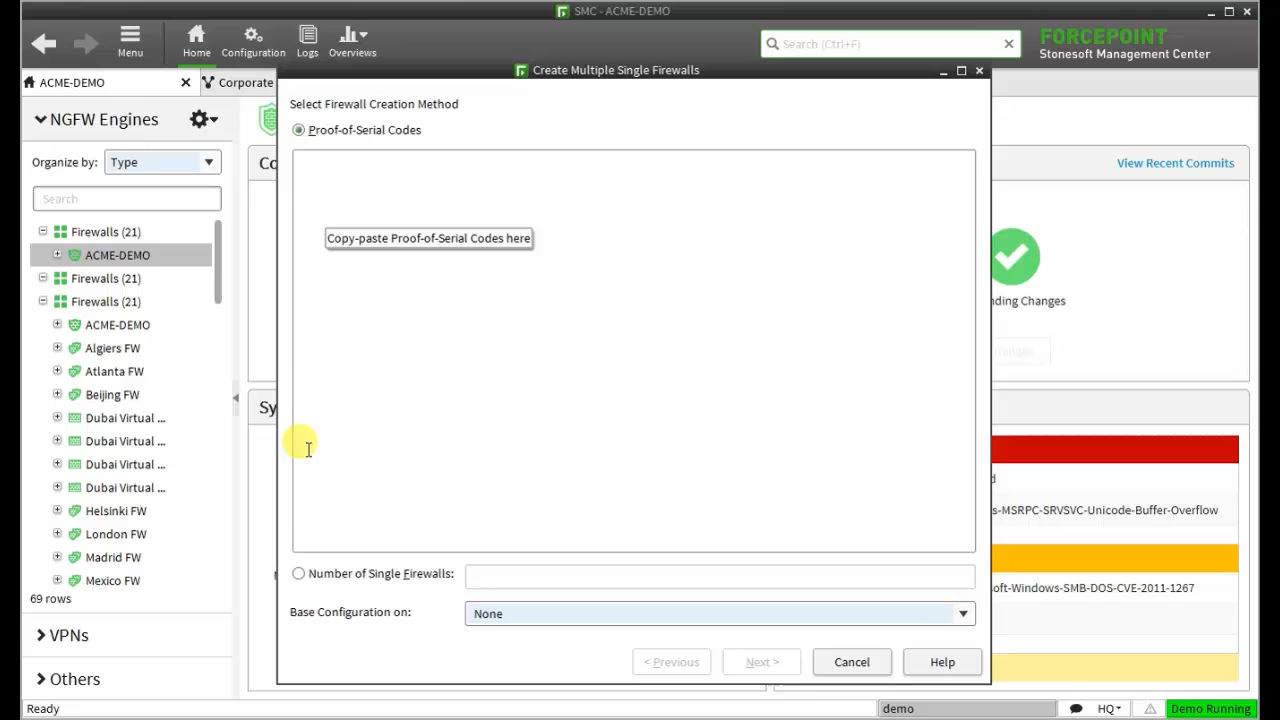 SMC - ACME-DEMO
Menu
Home
Configuration
Logs
Overviews
Search (Ctrl+F)
FORCEPOINT
Stonesoft Management Center
ACME-DEMO
Corporate
Create Multiple Single Firewalls
NGFW Engines
Organize by:
Type
Search
Firewalls (21)
ACME-DEMO
Firewalls (21)
Firewalls (21)
ACME-DEMO
Algiers FW
Atlanta FW
Beijing FW
Dubai Virtual ...
Dubai Virtual ...
Dubai Virtual ...
Dubai Virtual ...
Helsinki FW
London FW
Madrid FW
Mexico FW
69 rows
VPNs
Others
Select Firewall Creation Method
Proof-of-Serial Codes
Copy-paste Proof-of-Serial Codes here
Number of Single Firewalls:
Base Configuration on:
None
< Previous
Next >
Cancel
Help
Co
View Recent Commits
nding Changes
Sy
d
s-MSRPC-SRVSVC-Unicode-Buffer-Overflow
soft-Windows-SMB-DOS-CVE-2011-1267
Ready
demo
HQ
Demo Running